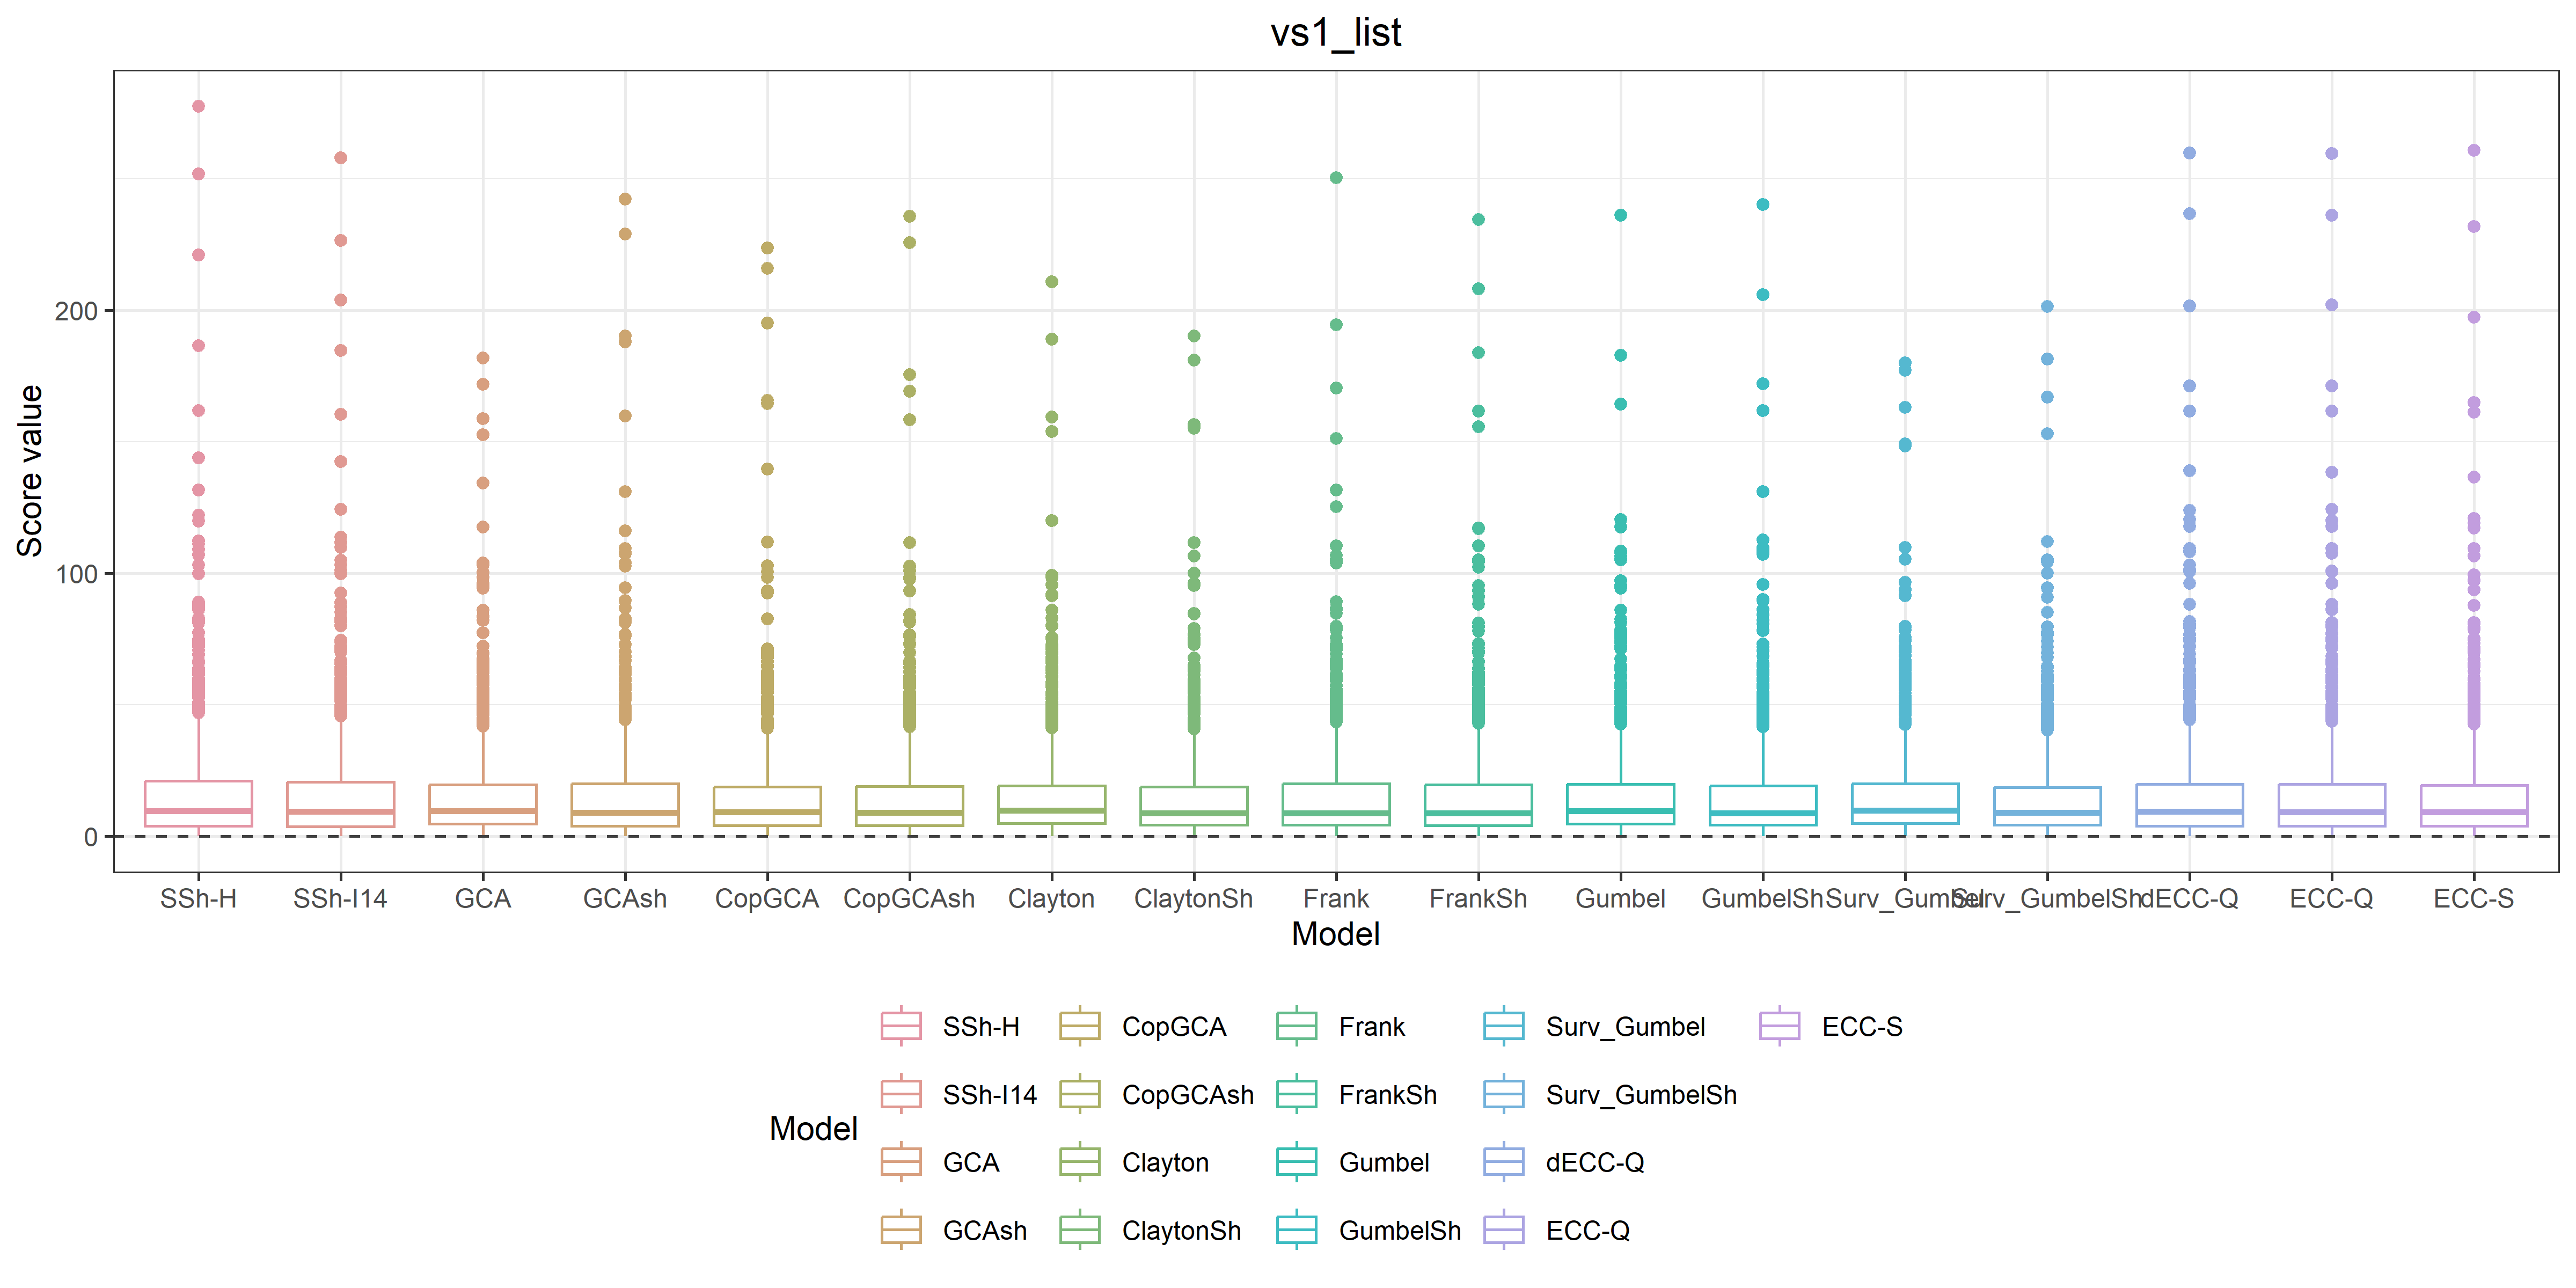 vs1_list
Score value
200
100
0
SSh-H SSh-I14 GCA GCAsh CopGCA CopGCAsh Clayton ClaytonSh Frank FrankSh Gumbel GumbelSh Surv_Gumbel Surv_GumbelSh dECC-Q ECC-Q ECC-S
Model
Model
SSh-H CopGCA Frank Surv_Gumbel ECC-S
SSh-I14 CopGCAsh FrankSh Surv_GumbelSh
GCA Clayton Gumbel dECC-Q
GCAsh ClaytonSh GumbelSh ECC-Q